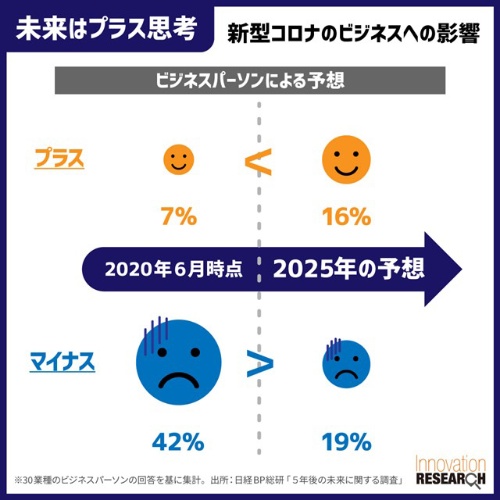 未来はプラス思考
新型コロナのビジネスへの影響
ビジネスパーソンによる予想
プラス
<
7%
16%
2020年6月時点
2025年の予想
マイナス
>
42%
19%
※30業種のビジネスパーソンの回答を基に集計。出所：日経BP総研「５年後の未来に関する調査」
Innovation
RESEARCH